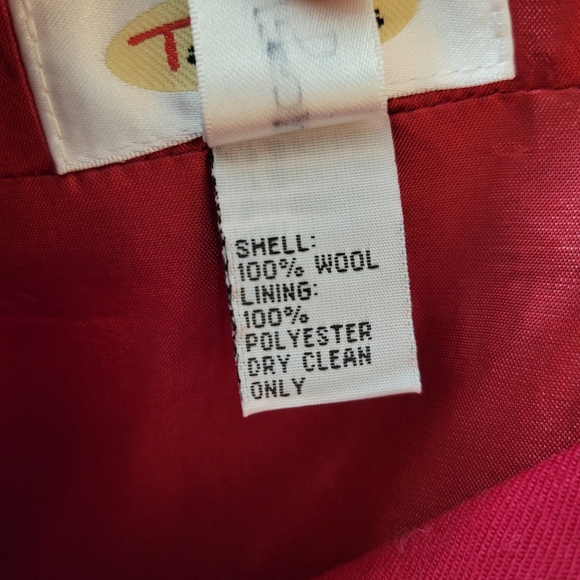 SHELL:
100% WOOL
LINING:
100%
POLYESTER
DRY CLEAN
ONLY